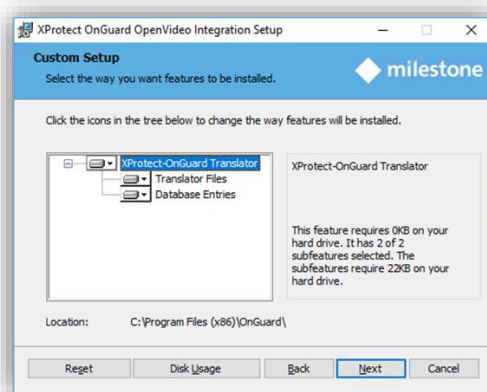 XProtect OnGuard OpenVideo Integration Setup
Custom Setup
Select the way you want features to be installed.
milestone
Click the icons in the tree below to change the way features will be installed.
XProtect-OnGuard Translator
Translator Files
Database Entries
XProtect-OnGuard Translator
This feature requires 0KB on your
hard drive. It has 2 of 2
subfeatures selected. The
subfeatures require 22KB on your
hard drive.
Location: C:\Program Files (x86)\OnGuard\
Reset Disk Usage Back Next Cancel